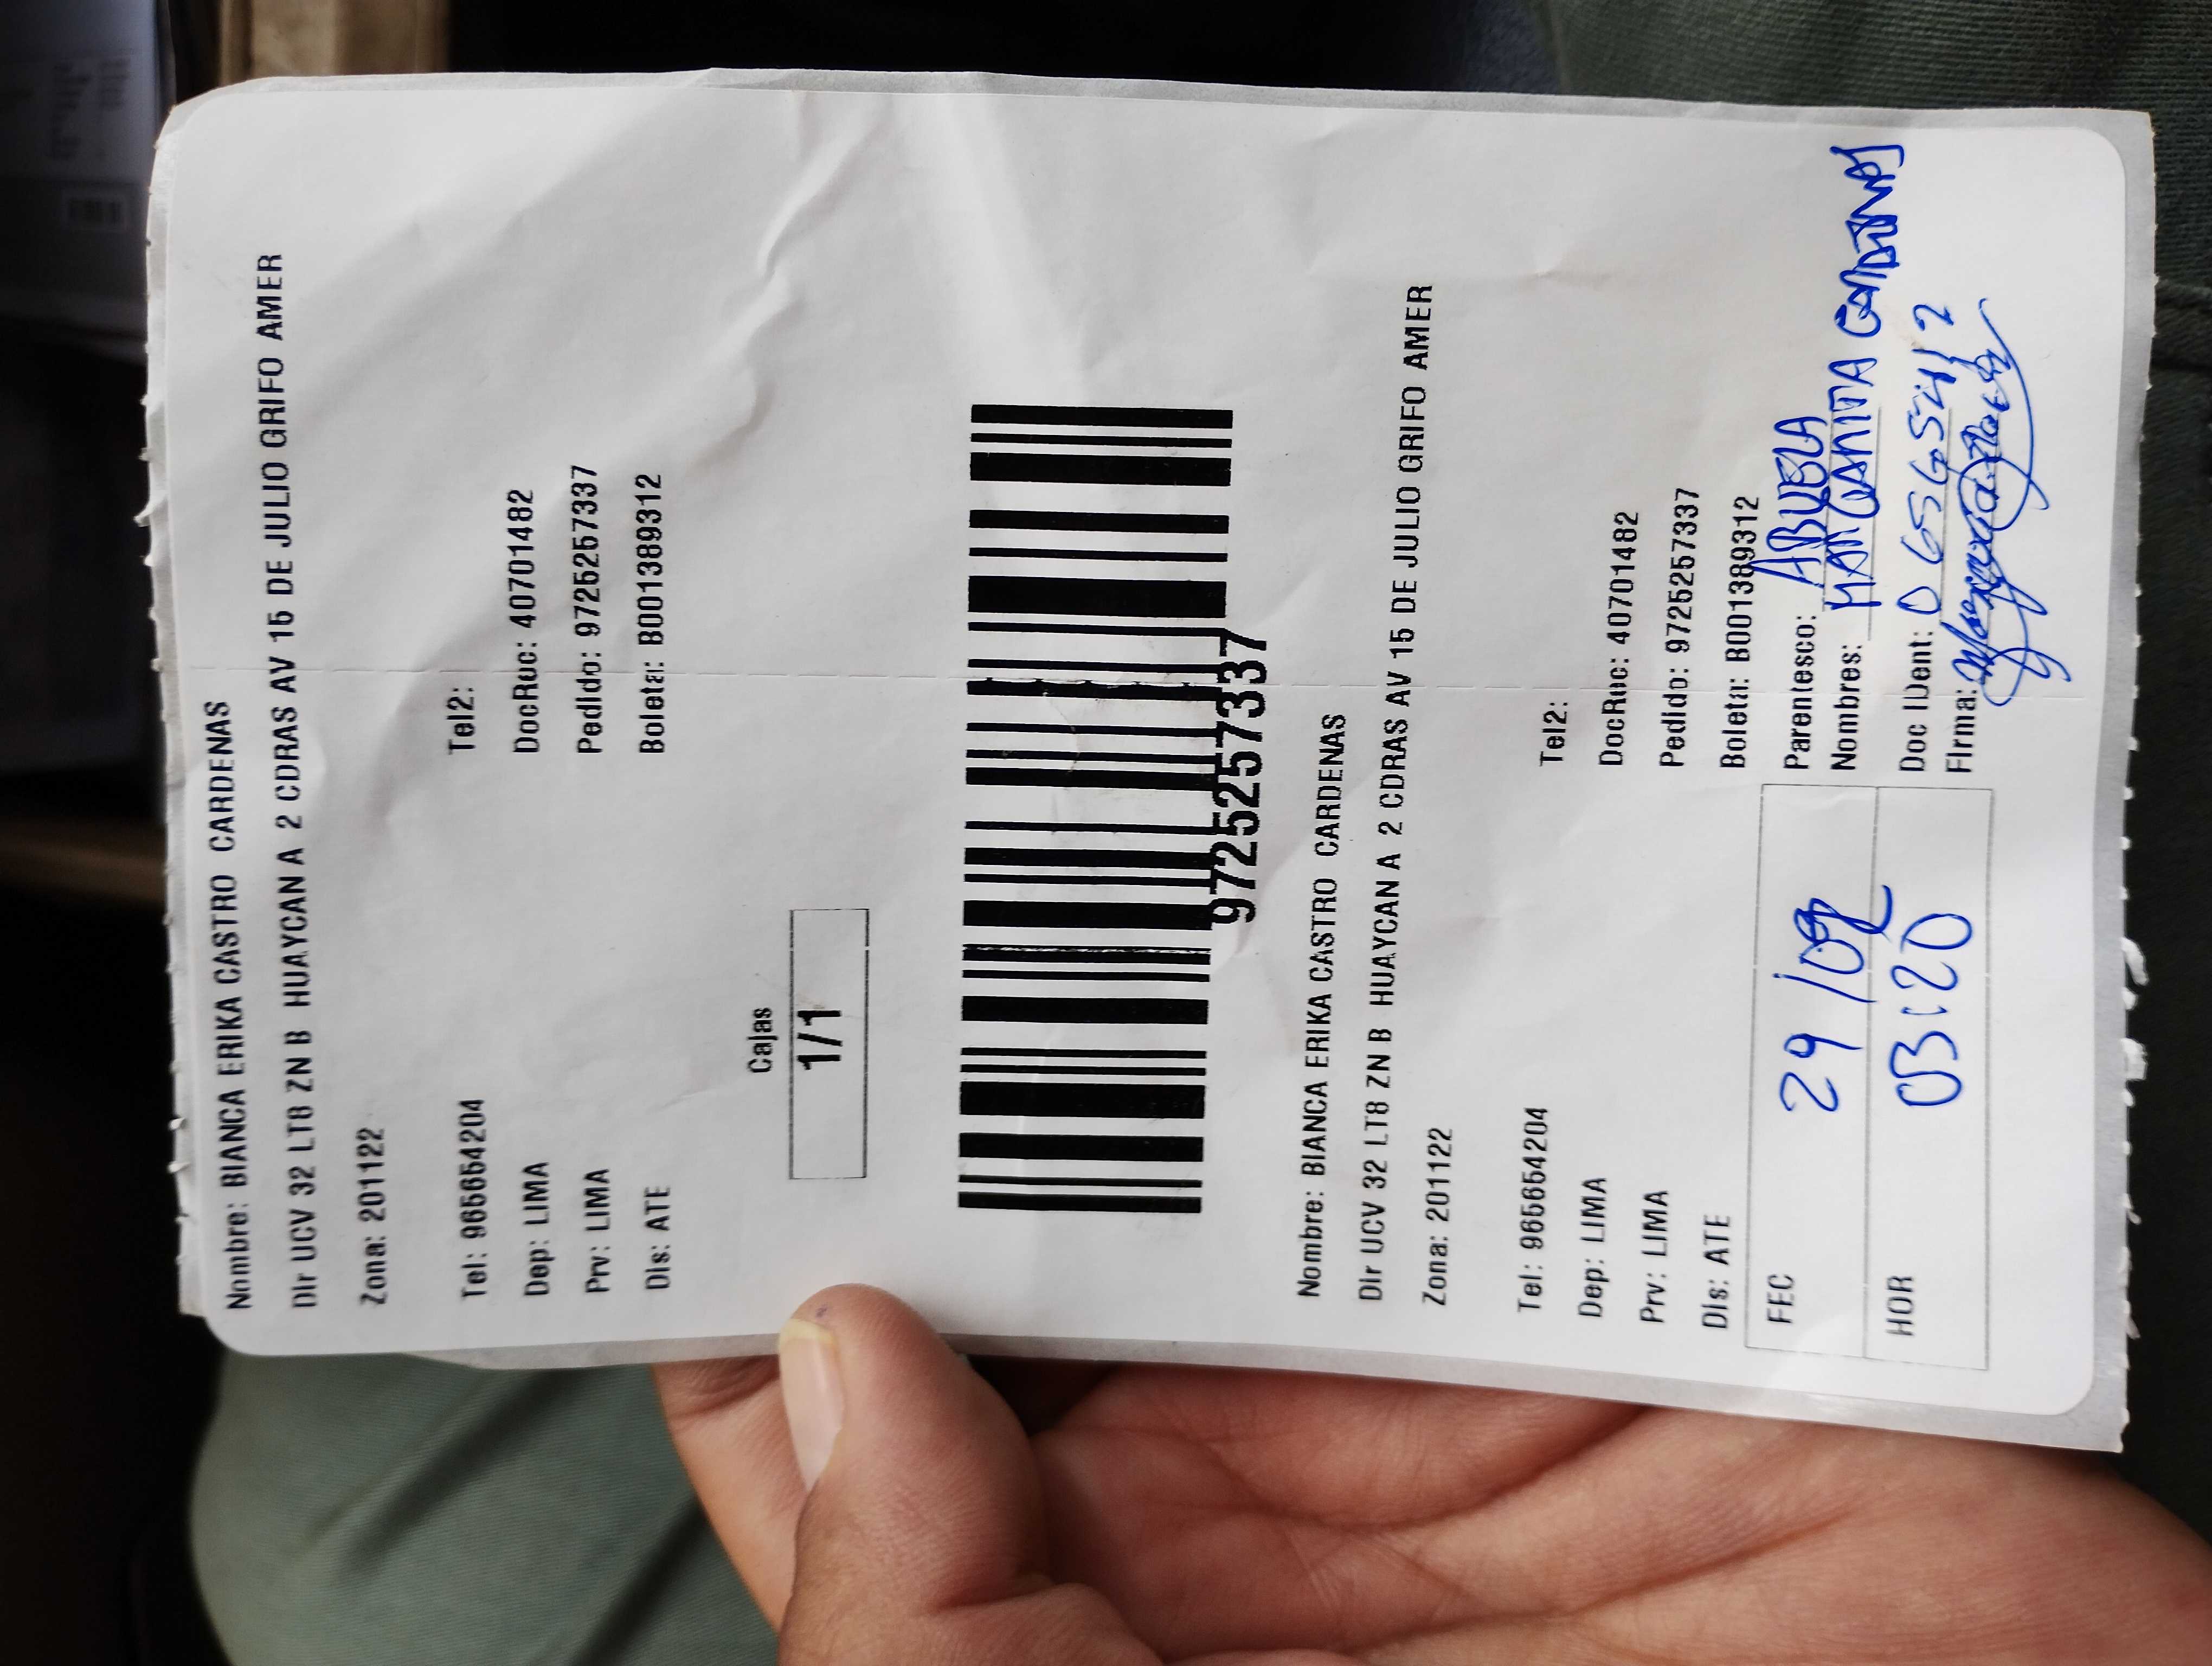 Nombre: BIANCA ERIKA CASTRO CARDENAS
DIr UCV 32 LT8 ZN B HUAYCAN A 2 CDRAS AV 15 DE JULIO GRIFO AMER
Zona: 201122
Tel: 965654204 Tel2:
Dep: LIMA DocRuc: 40701482
Prv: LIMA PedIdo: 9725257337
DIs: ATE Boleta: B001389312
Cajas
1/1
9725257337
Nombre: BIANCA ERIKA CASTRO CARDENAS
DIr UCV 32 LT8 ZN B HUAYCAN A 2 CDRAS AV 15 DE JULIO GRIFO AMER
Zona: 201122
Tel: 965654204 Tel2:
Dep: LIMA DocRuc: 40701482
Prv: LIMA PedIdo: 9725257337
DIs: ATE Boleta: B001389312
FEC 29/09 Parentesco: ABUELA
Nombres: MARGARITA CARDENAS
HOR 03:20 Doc IDent: 06565412
FIrma: